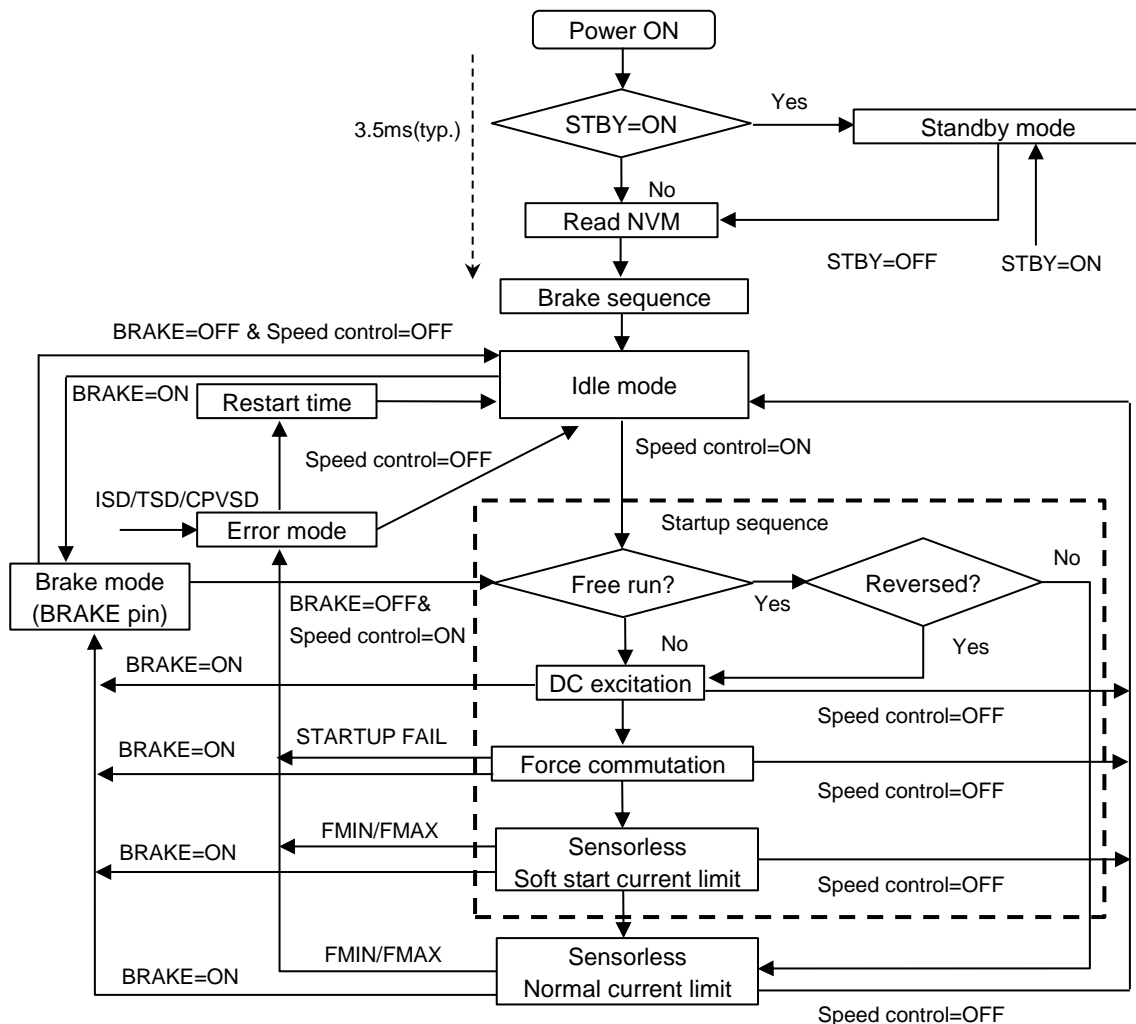 Power ON
Yes
3.5ms(typ.)
STBY=ON
Standby mode
No
Read NVM
STBY=OFF
STBY=ON
Brake sequence
BRAKE=OFF & Speed control=OFF
Idle mode
BRAKE=ON
Restart time
Speed control=OFF
Speed control=ON
ISD/TSD/CPVSD
Error mode
Startup sequence
No
Brake mode
(BRAKE pin)
Free run?
Reversed?
BRAKE=OFF&
Speed control=ON
Yes
No
Yes
BRAKE=ON
DC excitation
Speed control=OFF
STARTUP FAIL
BRAKE=ON
Force commutation
Speed control=OFF
FMIN/FMAX
BRAKE=ON
Sensorless
Soft start current limit
Speed control=OFF
FMIN/FMAX
BRAKE=ON
Sensorless
Normal current limit
Speed control=OFF